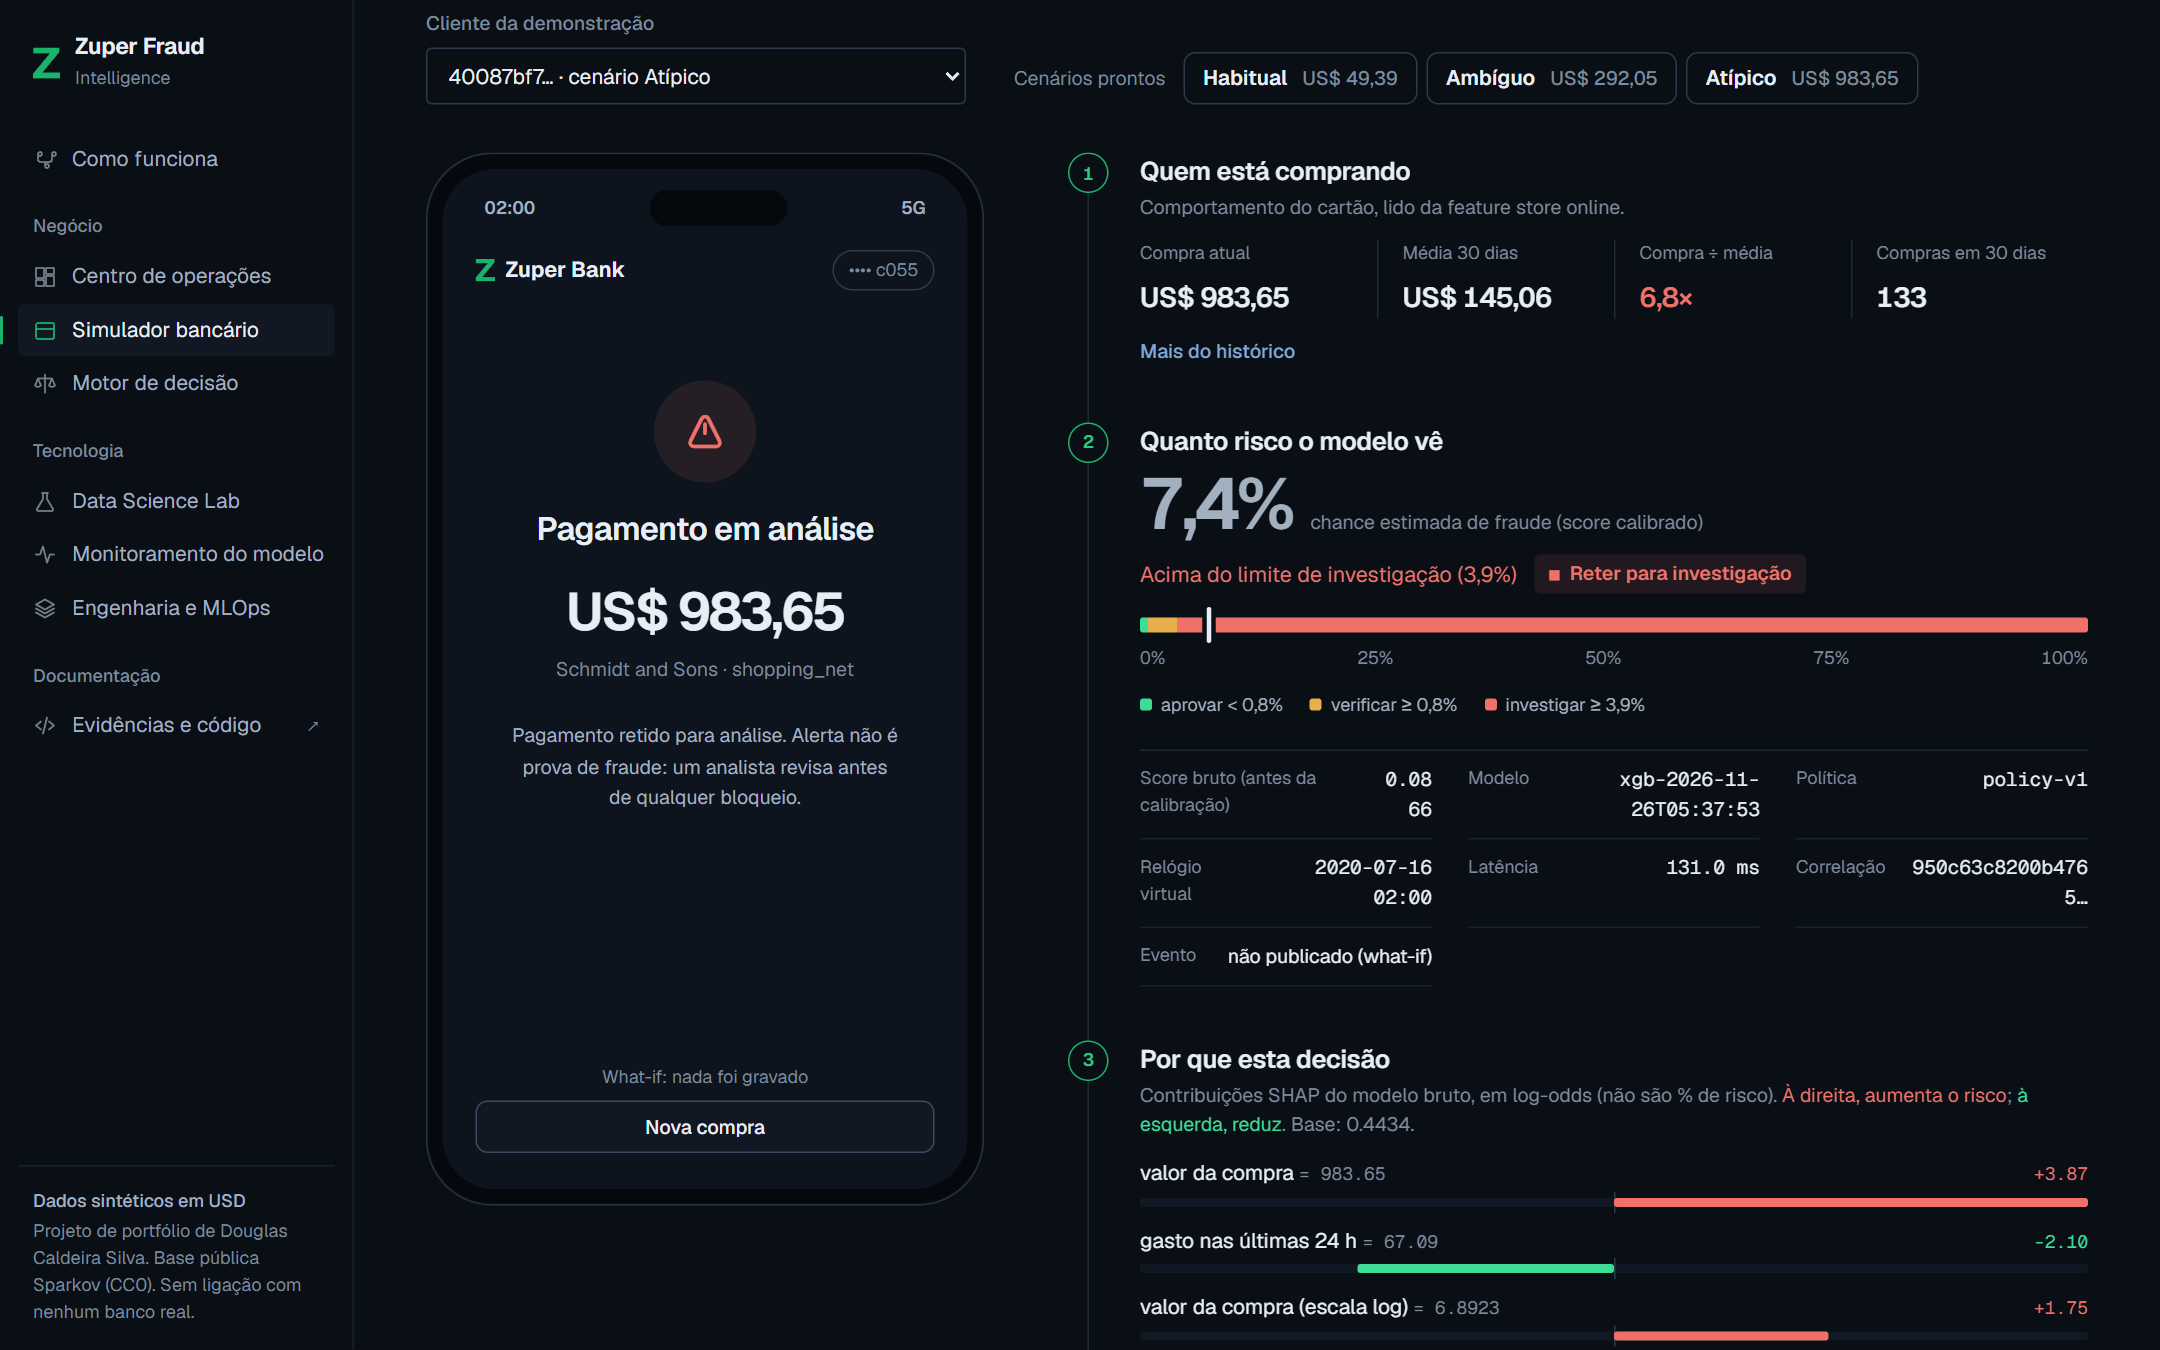 Zuper Fraud
Intelligence
Como funciona
Negócio
Centro de operações
Simulador bancário
Motor de decisão
Tecnologia
Data Science Lab
Monitoramento do modelo
Engenharia e MLOps
Documentação
Evidências e código ↗
Dados sintéticos em USD
Projeto de portfólio de Douglas
Caldeira Silva. Base pública
Sparkov (CC0). Sem ligação com
nenhum banco real.
Cliente da demonstração
40087bf7… · cenário Atípico
Cenários prontos
Habitual US$ 49,39
Ambíguo US$ 292,05
Atípico US$ 983,65
02:00
5G
Zuper Bank
•••• c055
Pagamento em análise
US$ 983,65
Schmidt and Sons · shopping_net
Pagamento retido para análise. Alerta não é
prova de fraude: um analista revisa antes
de qualquer bloqueio.
What-if: nada foi gravado
Nova compra
1
Quem está comprando
Comportamento do cartão, lido da feature store online.
Compra atual
US$ 983,65
Média 30 dias
US$ 145,06
Compra ÷ média
6,8×
Compras em 30 dias
133
Mais do histórico
2
Quanto risco o modelo vê
7,4% chance estimada de fraude (score calibrado)
Acima do limite de investigação (3,9%)
Reter para investigação
0% 25% 50% 75% 100%
aprovar < 0,8% verificar ≥ 0,8% investigar ≥ 3,9%
Score bruto (antes da
calibração)
0.08
66
Modelo
xgb-2026-11-
26T05:37:53
Política
policy-v1
Relógio
virtual
2020-07-16
02:00
Latência
131.0 ms
Correlação
950c63c8200b476
5…
Evento
não publicado (what-if)
3
Por que esta decisão
Contribuições SHAP do modelo bruto, em log-odds (não são % de risco). À direita, aumenta o risco; à
esquerda, reduz. Base: 0.4434.
valor da compra = 983.65 +3.87
gasto nas últimas 24 h = 67.09 -2.10
valor da compra (escala log) = 6.8923 +1.75